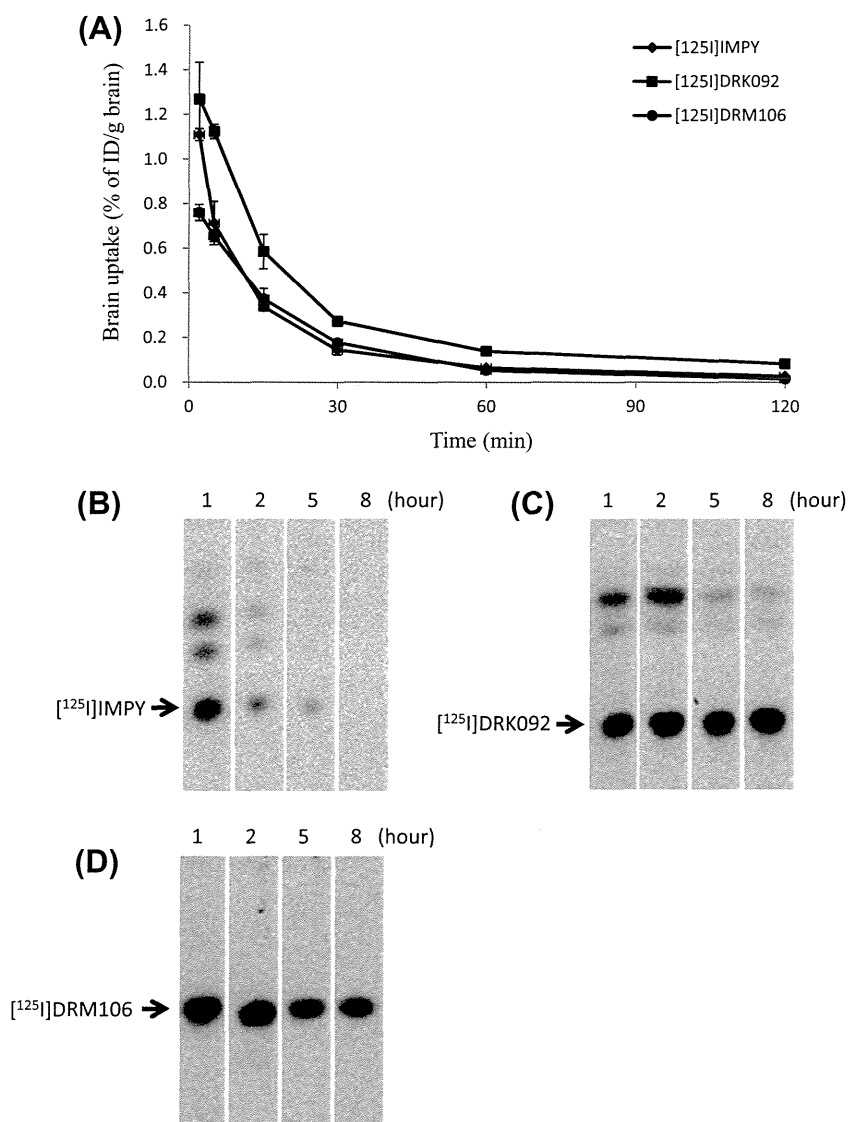 (A)
1.6
1.4
1.2
1.0
0.8
0.6
0.4
0.2
0.0
Brain uptake (% of ID/g brain)
0 30 60 90 120
Time (min)
[125I]IMPY
[125I]DRK092
[125I]DRM106
(B)
1 2 5 8 (hour)
[125I]IMPY
(C)
1 2 5 8 (hour)
[125I]DRK092
(D)
1 2 5 8 (hour)
[125I]DRM106